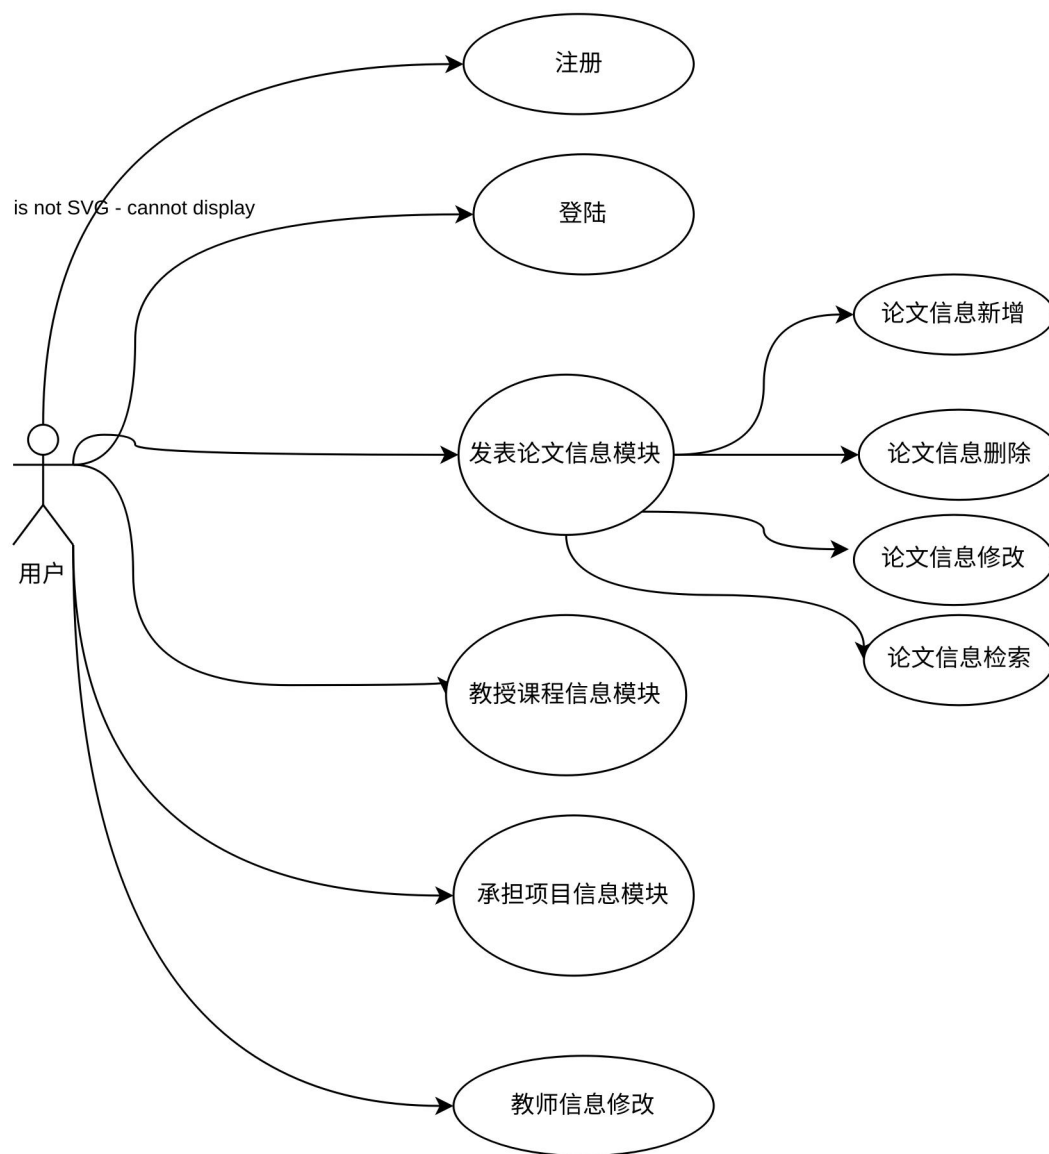 注册
is not SVG - cannot display
登陆
论文信息新增
发表论文信息模块
论文信息删除
论文信息修改
用户
论文信息检索
教授课程信息模块
承担项目信息模块
教师信息修改